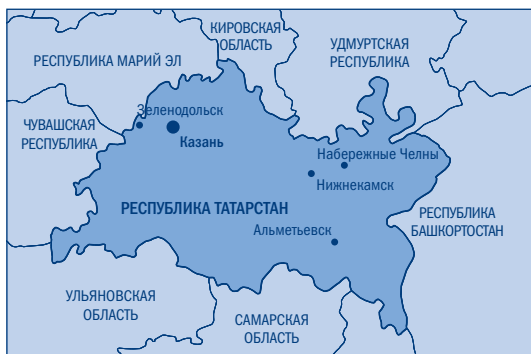 КИРОВСКАЯ
ОБЛАСТЬ
УДМУРТСКАЯ
РЕСПУБЛИКА
РЕСПУБЛИКА МАРИЙ ЭЛ
Зеленодольск
ЧУВАШСКАЯ
РЕСПУБЛИКА
Казань
Набережные Челны
Нижнекамск
РЕСПУБЛИКА ТАТАРСТАН
РЕСПУБЛИКА
БАШКОРТОСТАН
Альметьевск
УЛЬЯНОВСКАЯ
ОБЛАСТЬ
САМАРСКАЯ
ОБЛАСТЬ